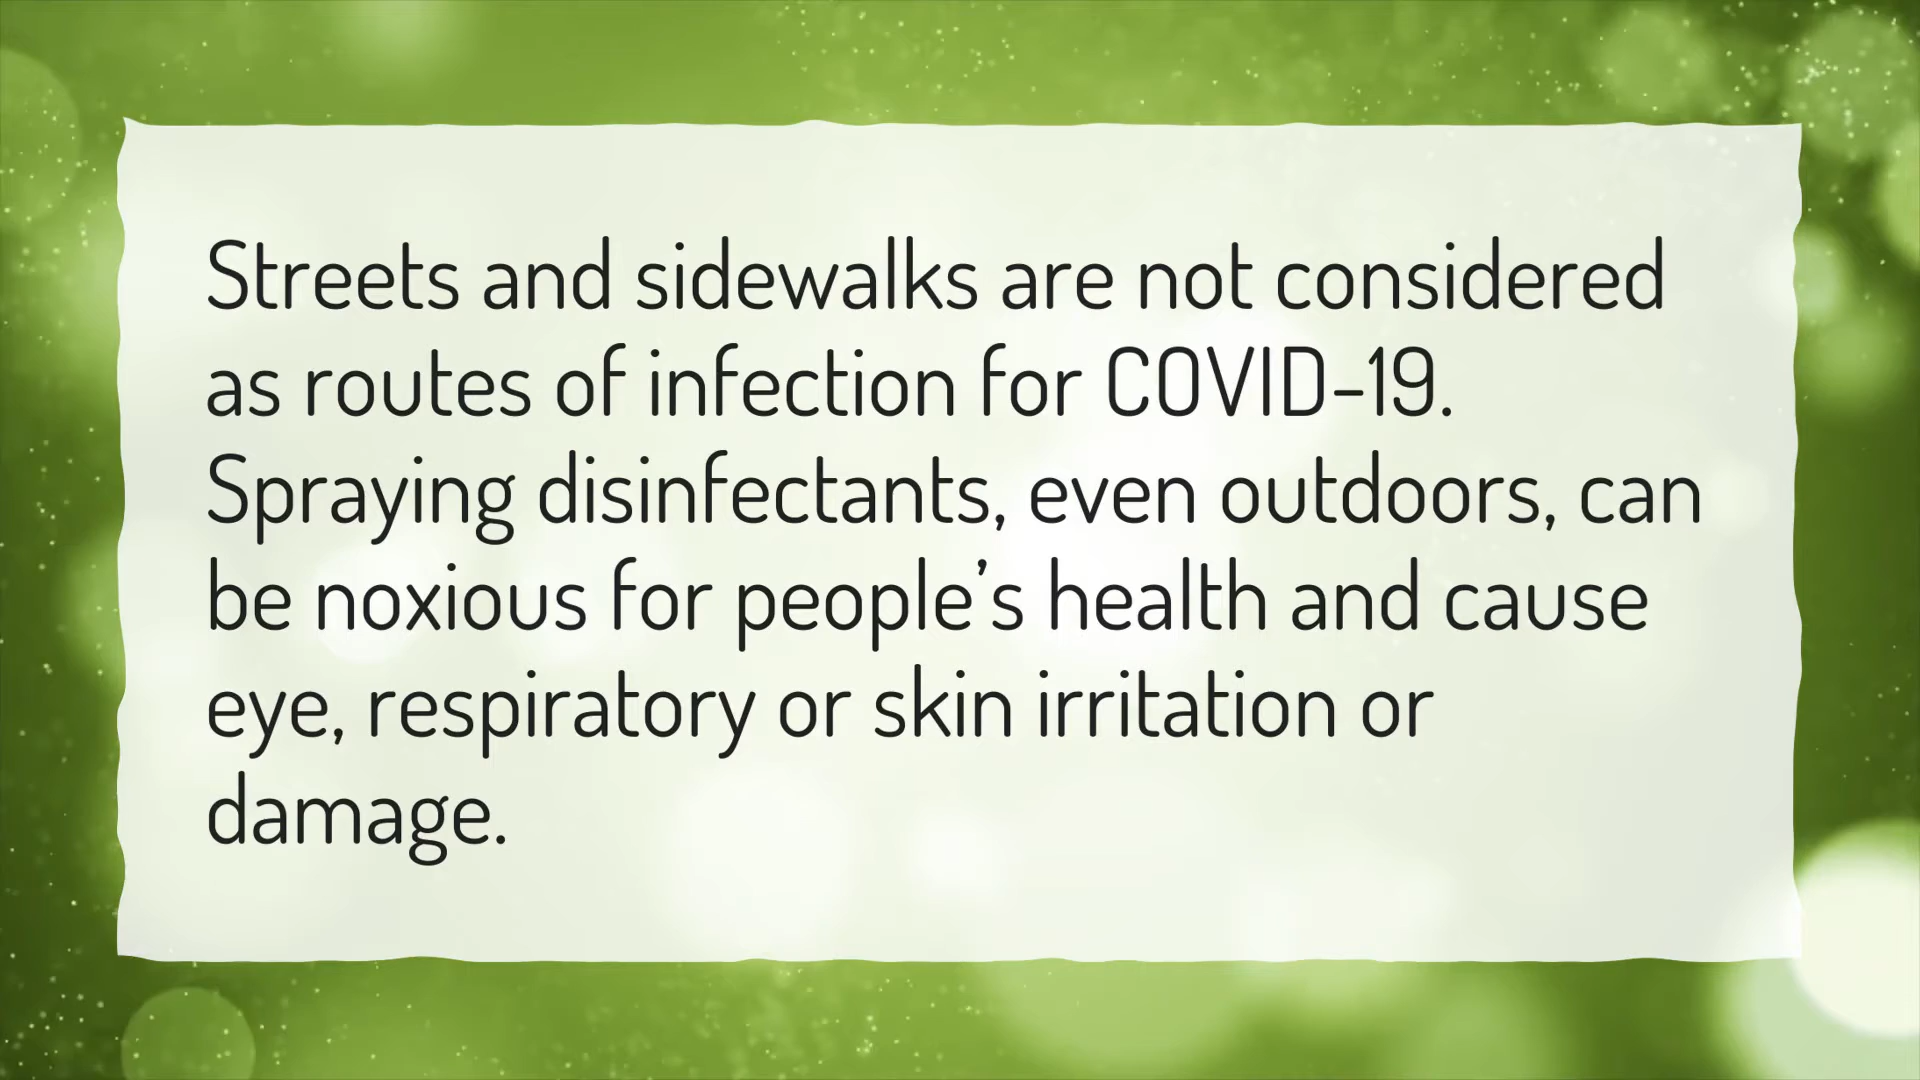 Streets and sidewalks are not considered
as routes of infection for COVID-19.
Spraying disinfectants, even outdoors, can
be noxious for people’s health and cause
eye, respiratory or skin irritation or
damage.